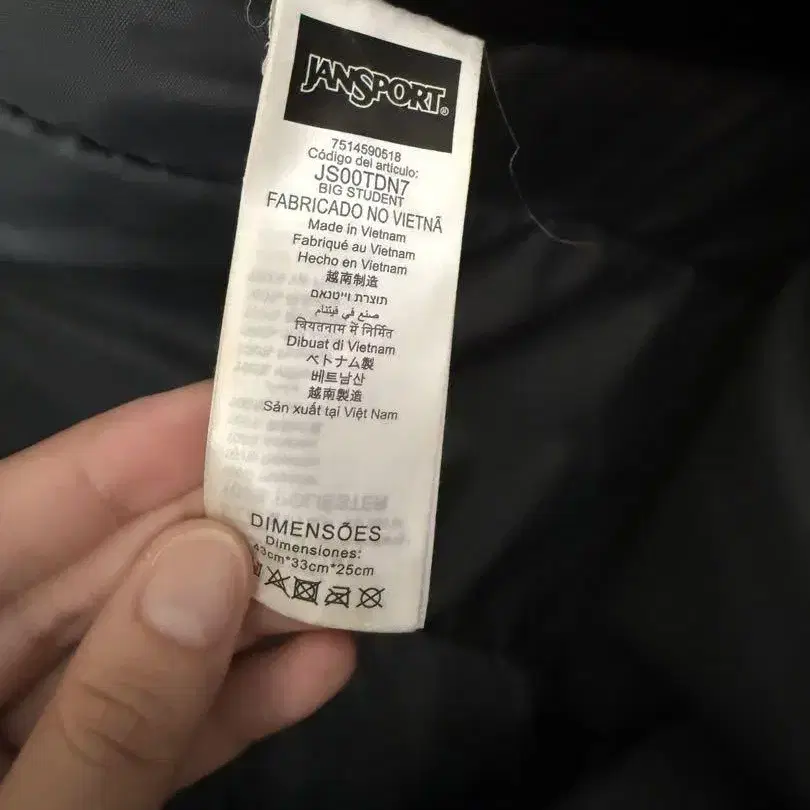 JANSPORT®
7514590518
Código del artículo:
JS00TDN7
BIG STUDENT
FABRICADO NO VIETNÃ
Made in Vietnam
Fabriqué au Vietnam
Hecho en Vietnam
越南制造
תוצרת וייטנאם
صنع في فيتنام
वियतनाम में निर्मित
Dibuat di Vietnam
ベトナム製
베트남산
越南製造
Sản xuất tại Việt Nam
DIMENSÕES
Dimensiones:
43cm*33cm*25cm